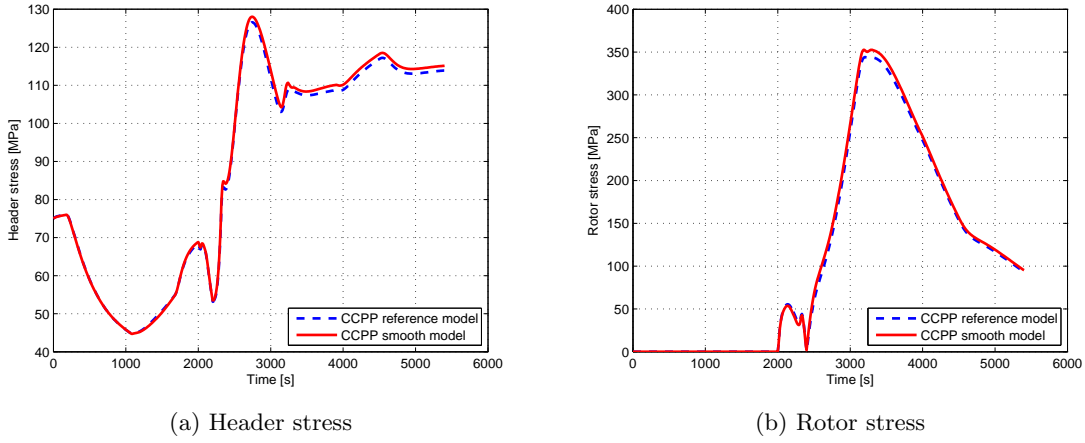 130
120
110
100
90
80
70
60
50
40
Header stress [MPa]
0 1000 2000 3000 4000 5000 6000
Time [s]
CCPP reference model
CCPP smooth model
(a) Header stress
400
350
300
250
200
150
100
50
0
Rotor stress [MPa]
0 1000 2000 3000 4000 5000 6000
Time [s]
CCPP reference model
CCPP smooth model
(b) Rotor stress